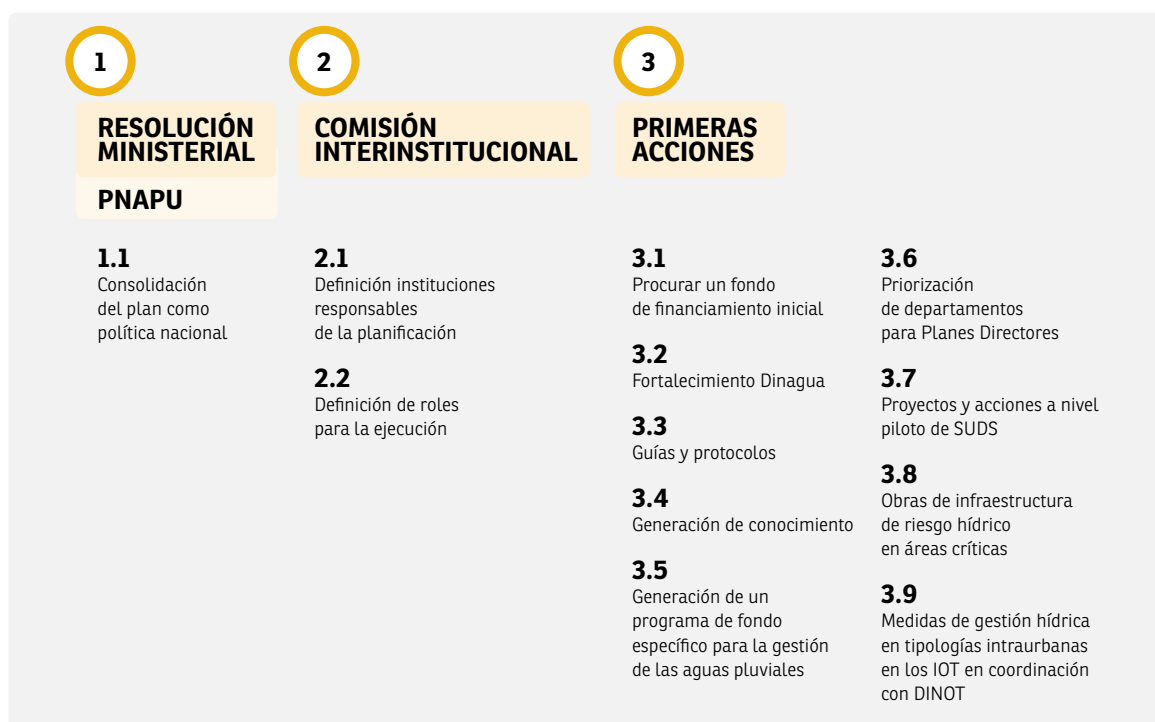 1
RESOLUCIÓN
MINISTERIAL
PNAPU
1.1
Consolidación
del plan como
política nacional
2
COMISIÓN
INTERINSTITUCIONAL
2.1
Definición instituciones
responsables
de la planificación
2.2
Definición de roles
para la ejecución
3
PRIMERAS
ACCIONES
3.1
Procurar un fondo
de financiamiento inicial
3.2
Fortalecimiento Dinagua
3.3
Guías y protocolos
3.4
Generación de conocimiento
3.5
Generación de un
programa de fondo
específico para la gestión
de las aguas pluviales
3.6
Priorización
de departamentos
para Planes Directores
3.7
Proyectos y acciones a nivel
piloto de SUDS
3.8
Obras de infraestructura
de riesgo hídrico
en áreas críticas
3.9
Medidas de gestión hídrica
en tipologías intraurbanas
en los IOT en coordinación
con DINOT